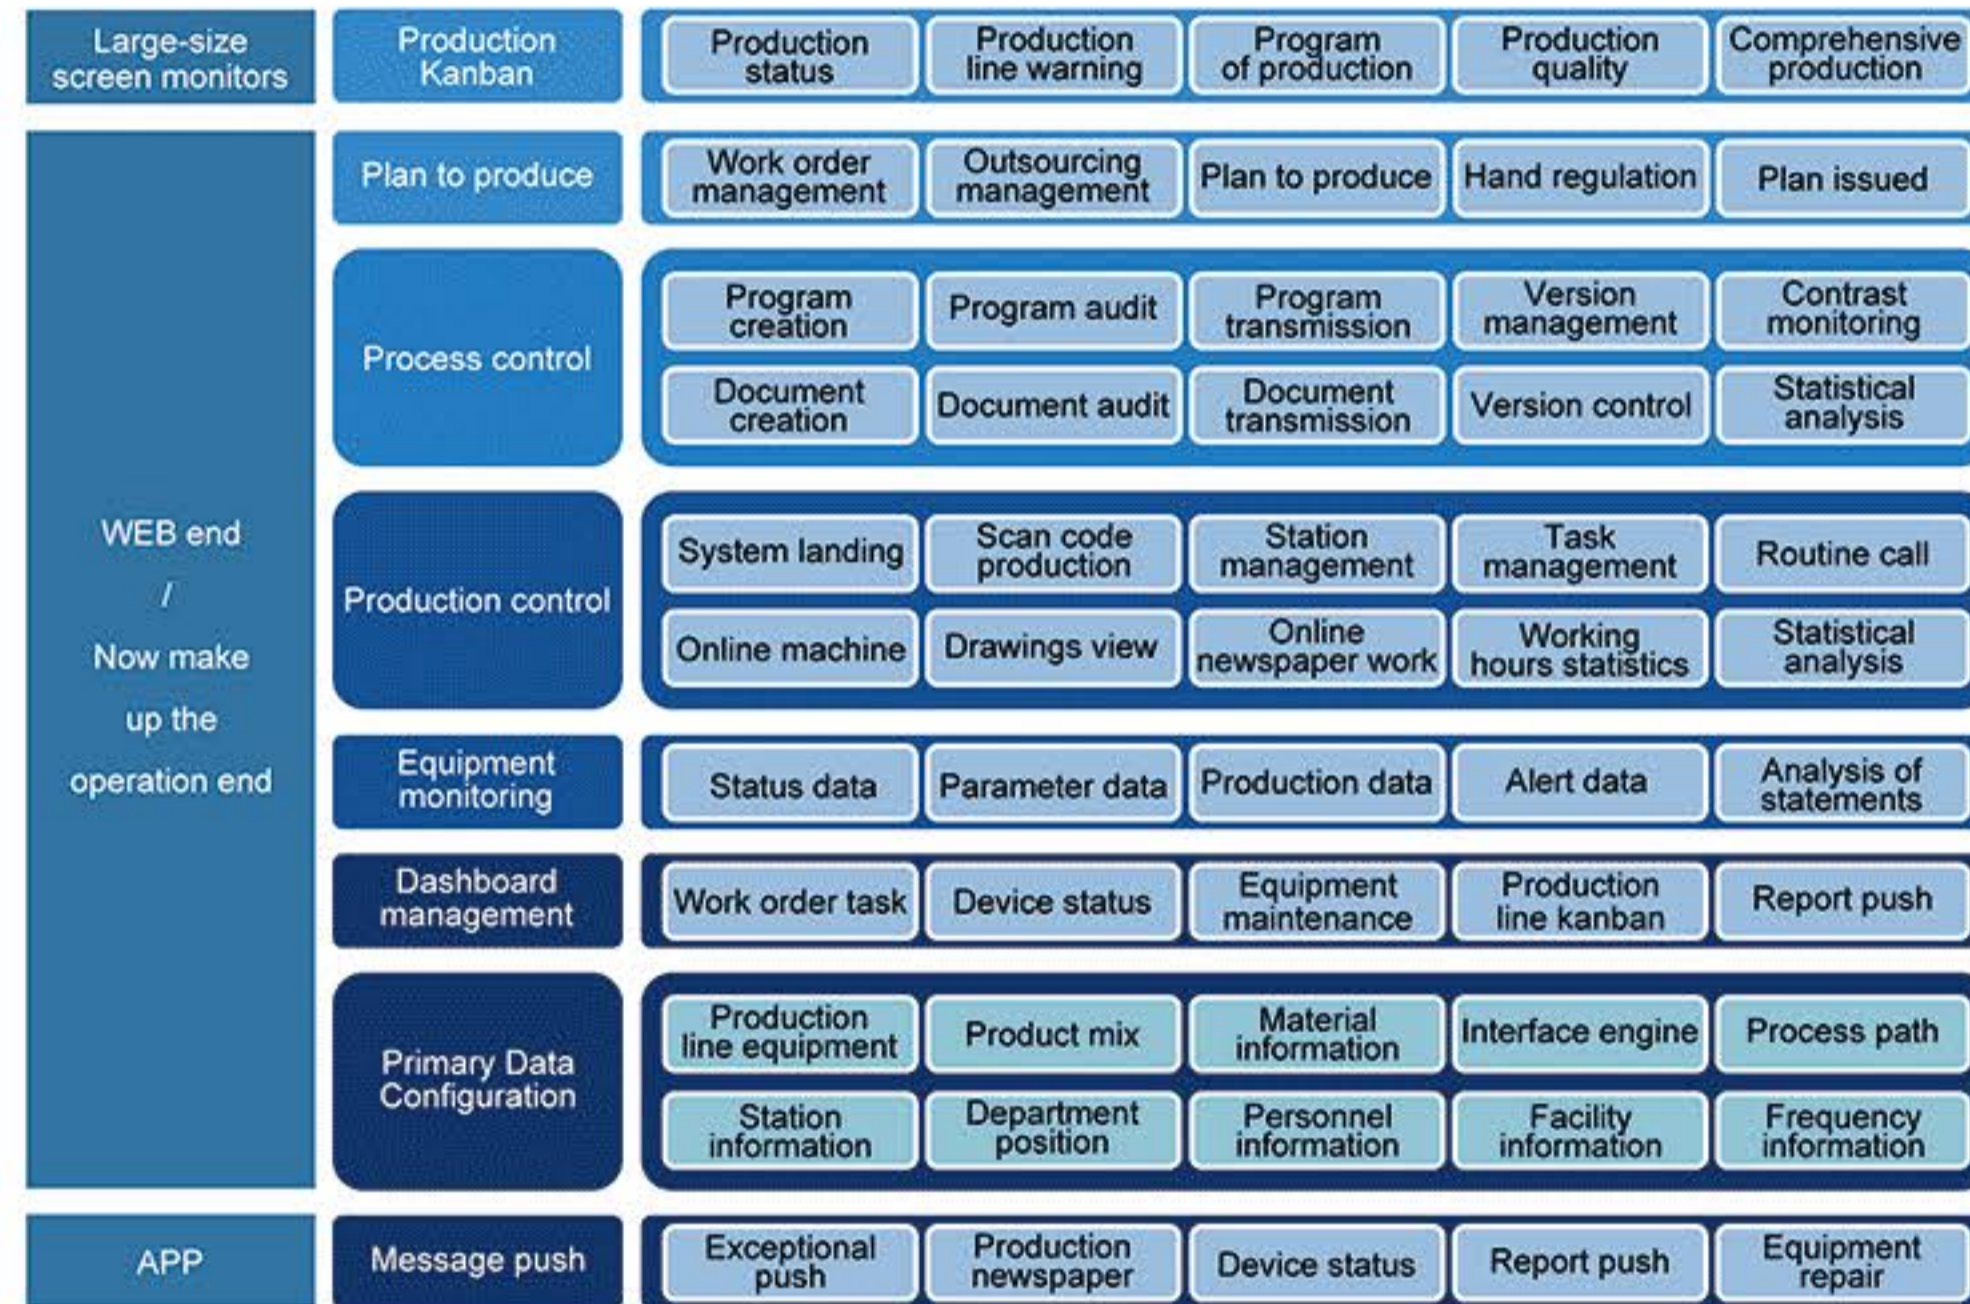 Large-size
screen monitors
Production
Kanban
Production
status
Production
line warning
Program
of production
Production
quality
Comprehensive
production
WEB end
/
Now make
up the
operation end
Plan to produce
Work order
management
Outsourcing
management
Plan to produce
Hand regulation
Plan issued
Process control
Program
creation
Program audit
Program
transmission
Version
management
Contrast
monitoring
Document
creation
Document audit
Document
transmission
Version control
Statistical
analysis
Production control
System landing
Scan code
production
Station
management
Task
management
Routine call
Online machine
Drawings view
Online
newspaper work
Working
hours statistics
Statistical
analysis
Equipment
monitoring
Status data
Parameter data
Production data
Alert data
Analysis of
statements
Dashboard
management
Work order task
Device status
Equipment
maintenance
Production
line kanban
Report push
Primary Data
Configuration
Production
line equipment
Product mix
Material
information
Interface engine
Process path
Station
information
Department
position
Personnel
information
Facility
information
Frequency
information
APP
Message push
Exceptional
push
Production
newspaper
Device status
Report push
Equipment
repair